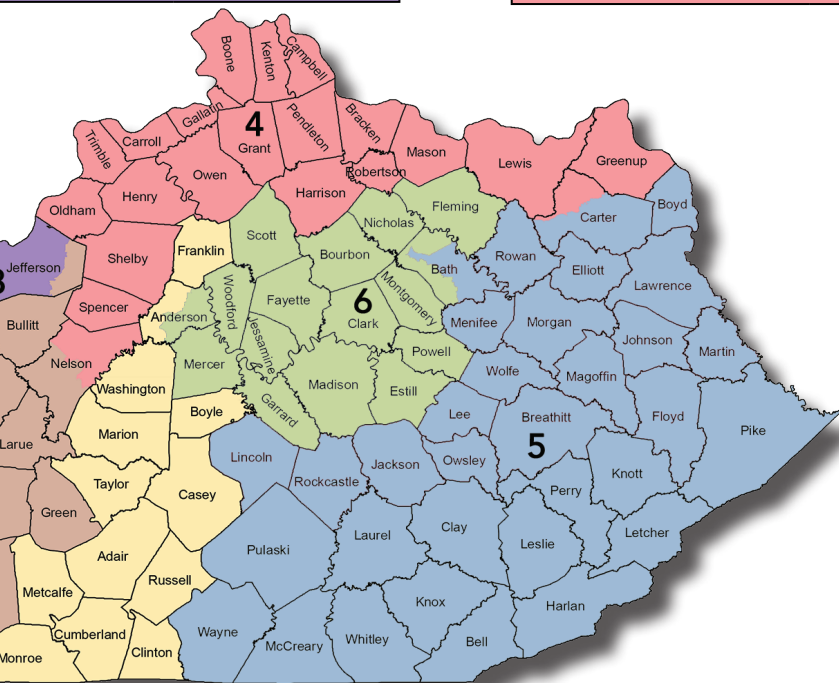 Boone
Kenton
Campbell
Gallatin
4
Grant
Pendleton
Bracken
Trimble
Carroll
Owen
Robertson
Mason
Lewis
Greenup
Harrison
Henry
Oldham
Fleming
Carter
Boyd
Nicholas
Scott
Franklin
Shelby
Jefferson
Bourbon
Bath
Rowan
Elliott
Lawrence
Montgomery
Woodford
Fayette
6
Clark
Spencer
Anderson
Bullitt
Menifee
Morgan
Jessamine
Johnson
Martin
Powell
Nelson
Mercer
Wolfe
Magoffin
Washington
Madison
Estill
Garrard
Boyle
Lee
Breathitt
5
Floyd
Pike
Larue
Marion
Lincoln
Rockcastle
Jackson
Owsley
Knott
Perry
Taylor
Casey
Green
Laurel
Clay
Leslie
Letcher
Pulaski
Adair
Russell
Metcalfe
Knox
Harlan
Cumberland
Wayne
McCreary
Whitley
Bell
Clinton
Monroe